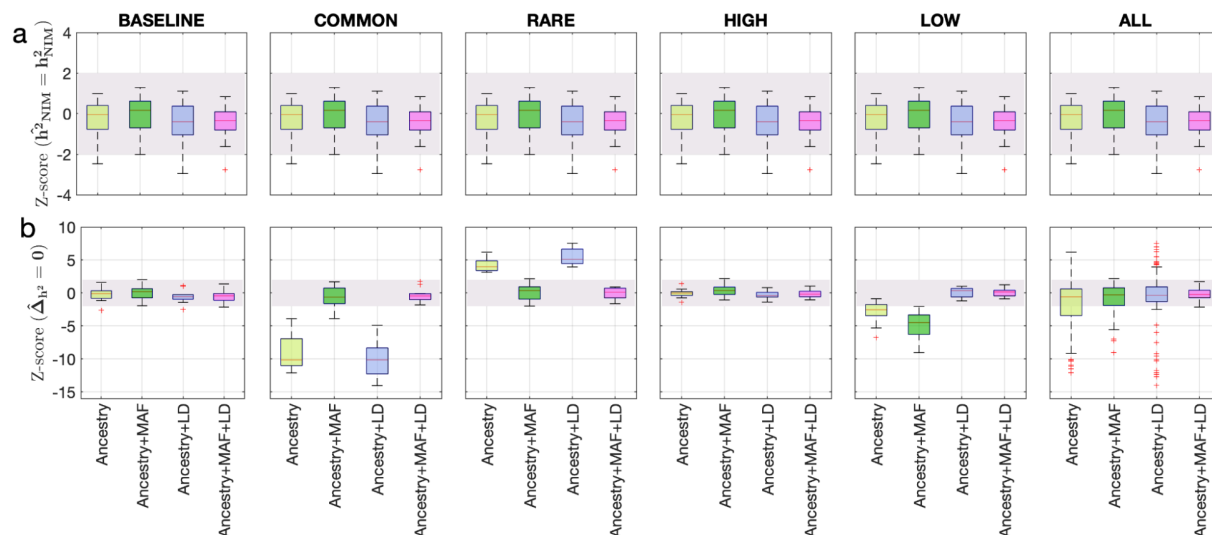 BASELINE COMMON RARE HIGH LOW ALL
a
Z-score (ĥ²NIM = h²NIM)
4
2
0
-2
-4
b
Z-score (Δ̂h² = 0)
10
5
0
-5
-10
-15
Ancestry
Ancestry+MAF
Ancestry+LD
Ancestry+MAF+LD
Ancestry
Ancestry+MAF
Ancestry+LD
Ancestry+MAF+LD
Ancestry
Ancestry+MAF
Ancestry+LD
Ancestry+MAF+LD
Ancestry
Ancestry+MAF
Ancestry+LD
Ancestry+MAF+LD
Ancestry
Ancestry+MAF
Ancestry+LD
Ancestry+MAF+LD
Ancestry
Ancestry+MAF
Ancestry+LD
Ancestry+MAF+LD